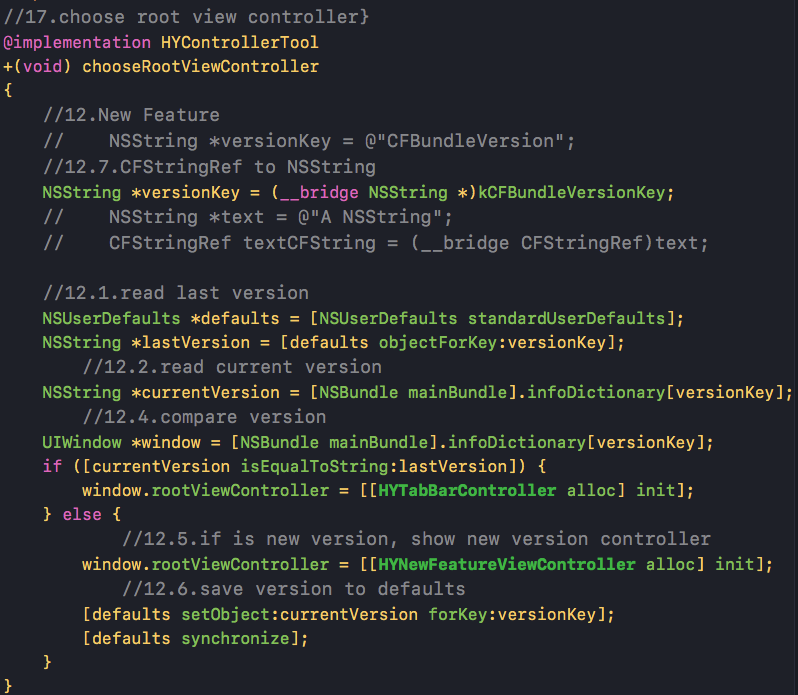 //17.choose root view controller}
@implementation HYControllerTool
+(void) chooseRootViewController
{
    //12.New Feature
    //    NSString *versionKey = @"CFBundleVersion";
    //12.7.CFStringRef to NSString
    NSString *versionKey = (__bridge NSString *)kCFBundleVersionKey;
    //    NSString *text = @"A NSString";
    //    CFStringRef textCFString = (__bridge CFStringRef)text;

    //12.1.read last version
    NSUserDefaults *defaults = [NSUserDefaults standardUserDefaults];
    NSString *lastVersion = [defaults objectForKey:versionKey];
        //12.2.read current version
    NSString *currentVersion = [NSBundle mainBundle].infoDictionary[versionKey];
        //12.4.compare version
    UIWindow *window = [NSBundle mainBundle].infoDictionary[versionKey];
    if ([currentVersion isEqualToString:lastVersion]) {
        window.rootViewController = [[HYTabBarController alloc] init];
    } else {
            //12.5.if is new version, show new version controller
        window.rootViewController = [[HYNewFeatureViewController alloc] init];
            //12.6.save version to defaults
        [defaults setObject:currentVersion forKey:versionKey];
        [defaults synchronize];
    }
}